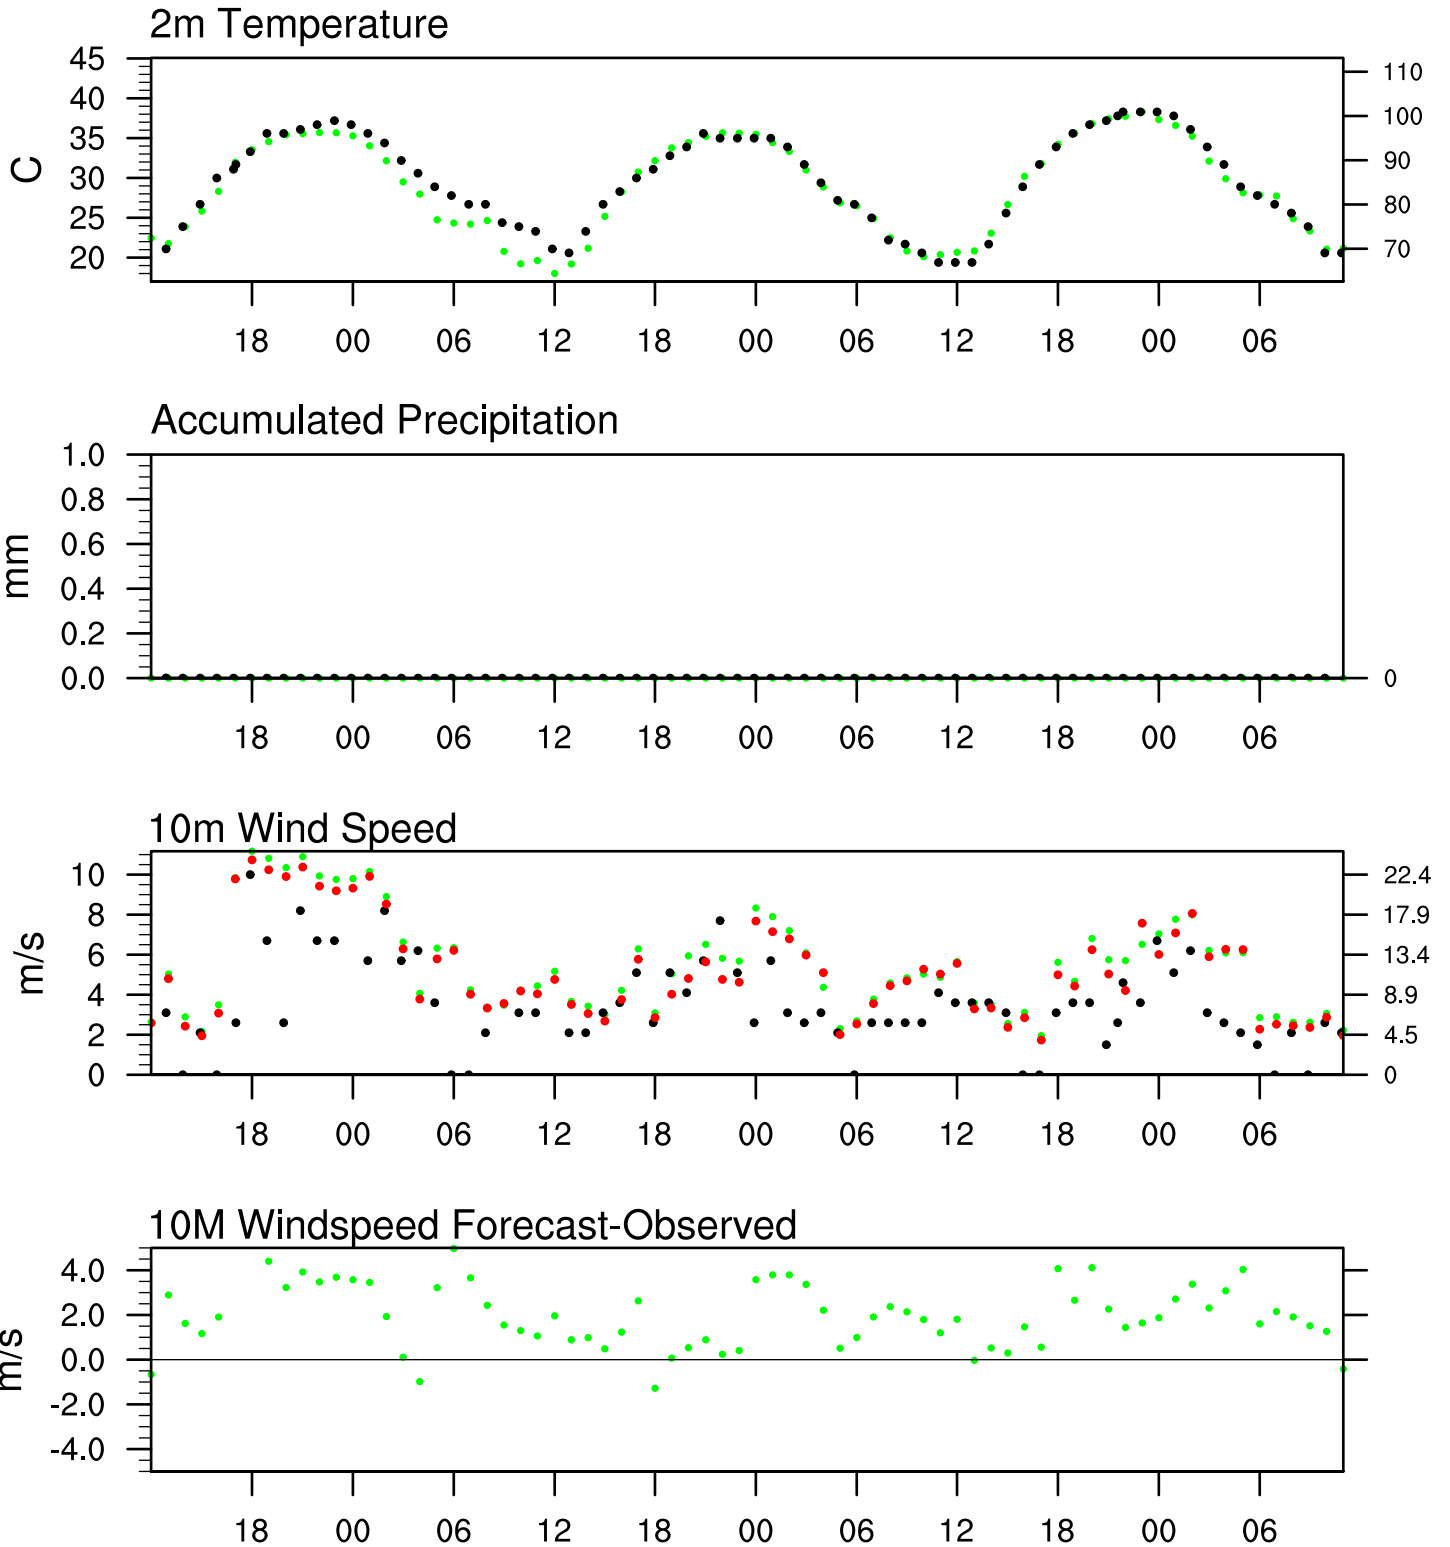 2m Temperature
45 110
40 100
35
C 30 90
25 80
20 70
18 00 06 12 18 00 06 12 18 00 06
Accumulated Precipitation
1.0
0.8
mm 0.6
0.4
0.2
0.0 0
18 00 06 12 18 00 06 12 18 00 06
10m Wind Speed
10 22.4
8 17.9
m/s 6 13.4
4 8.9
2 4.5
0 0
18 00 06 12 18 00 06 12 18 00 06
10M Windspeed Forecast-Observed
4.0
2.0
m/s 0.0
-2.0
-4.0
18 00 06 12 18 00 06 12 18 00 06